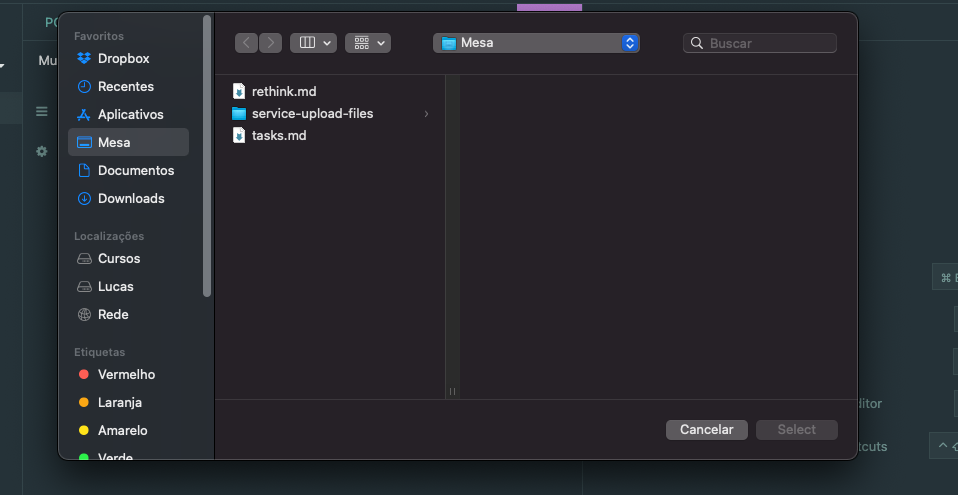 PO
Mu
Favoritos
Dropbox
Recentes
Aplicativos
Mesa
Documentos
Downloads
Localizações
Cursos
Lucas
Rede
Etiquetas
Vermelho
Laranja
Amarelo
Verde
Mesa
Buscar
rethink.md
service-upload-files
tasks.md
Cancelar
Select
⌘ E
ditor
tcuts